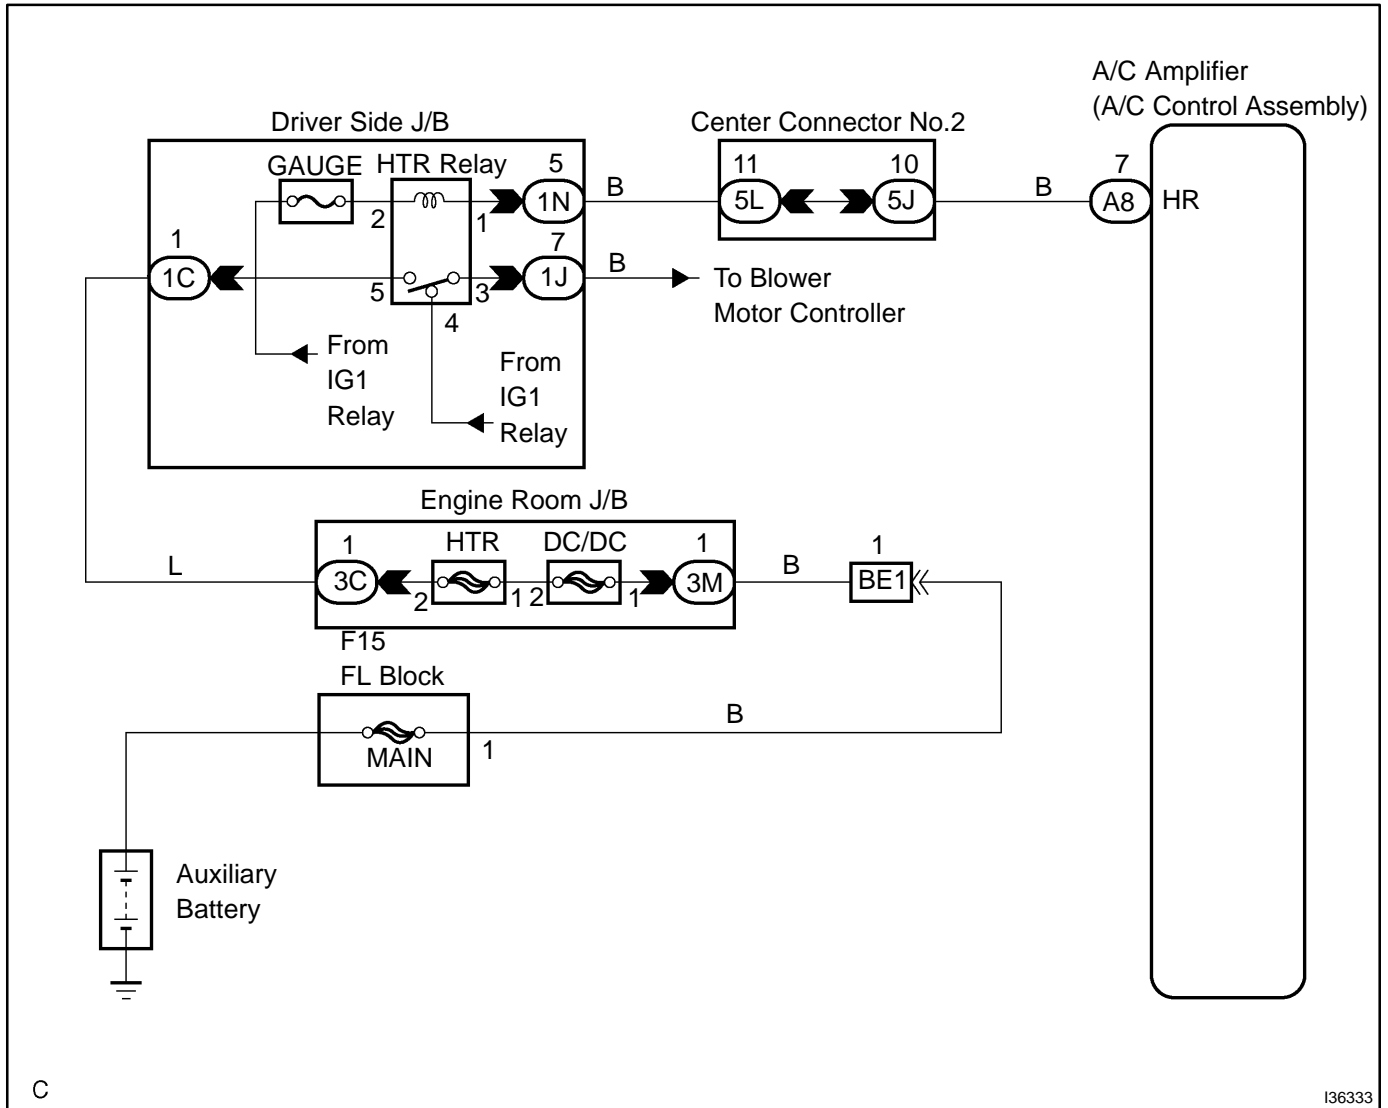 A/C Amplifier
(A/C Control Assembly)
Driver Side J/B
Center Connector No.2
GAUGE
HTR Relay
5
11
10
7
1N
B
5L
5J
B
A8
HR
2
1
1
7
1C
1J
B
To Blower
Motor Controller
5
3
4
From
IG1
Relay
From
IG1
Relay
Engine Room J/B
1
HTR
DC/DC
1
1
L
3C
3M
B
BE1
2
1
2
1
F15
FL Block
B
MAIN
1
Auxiliary
Battery
C
I36333